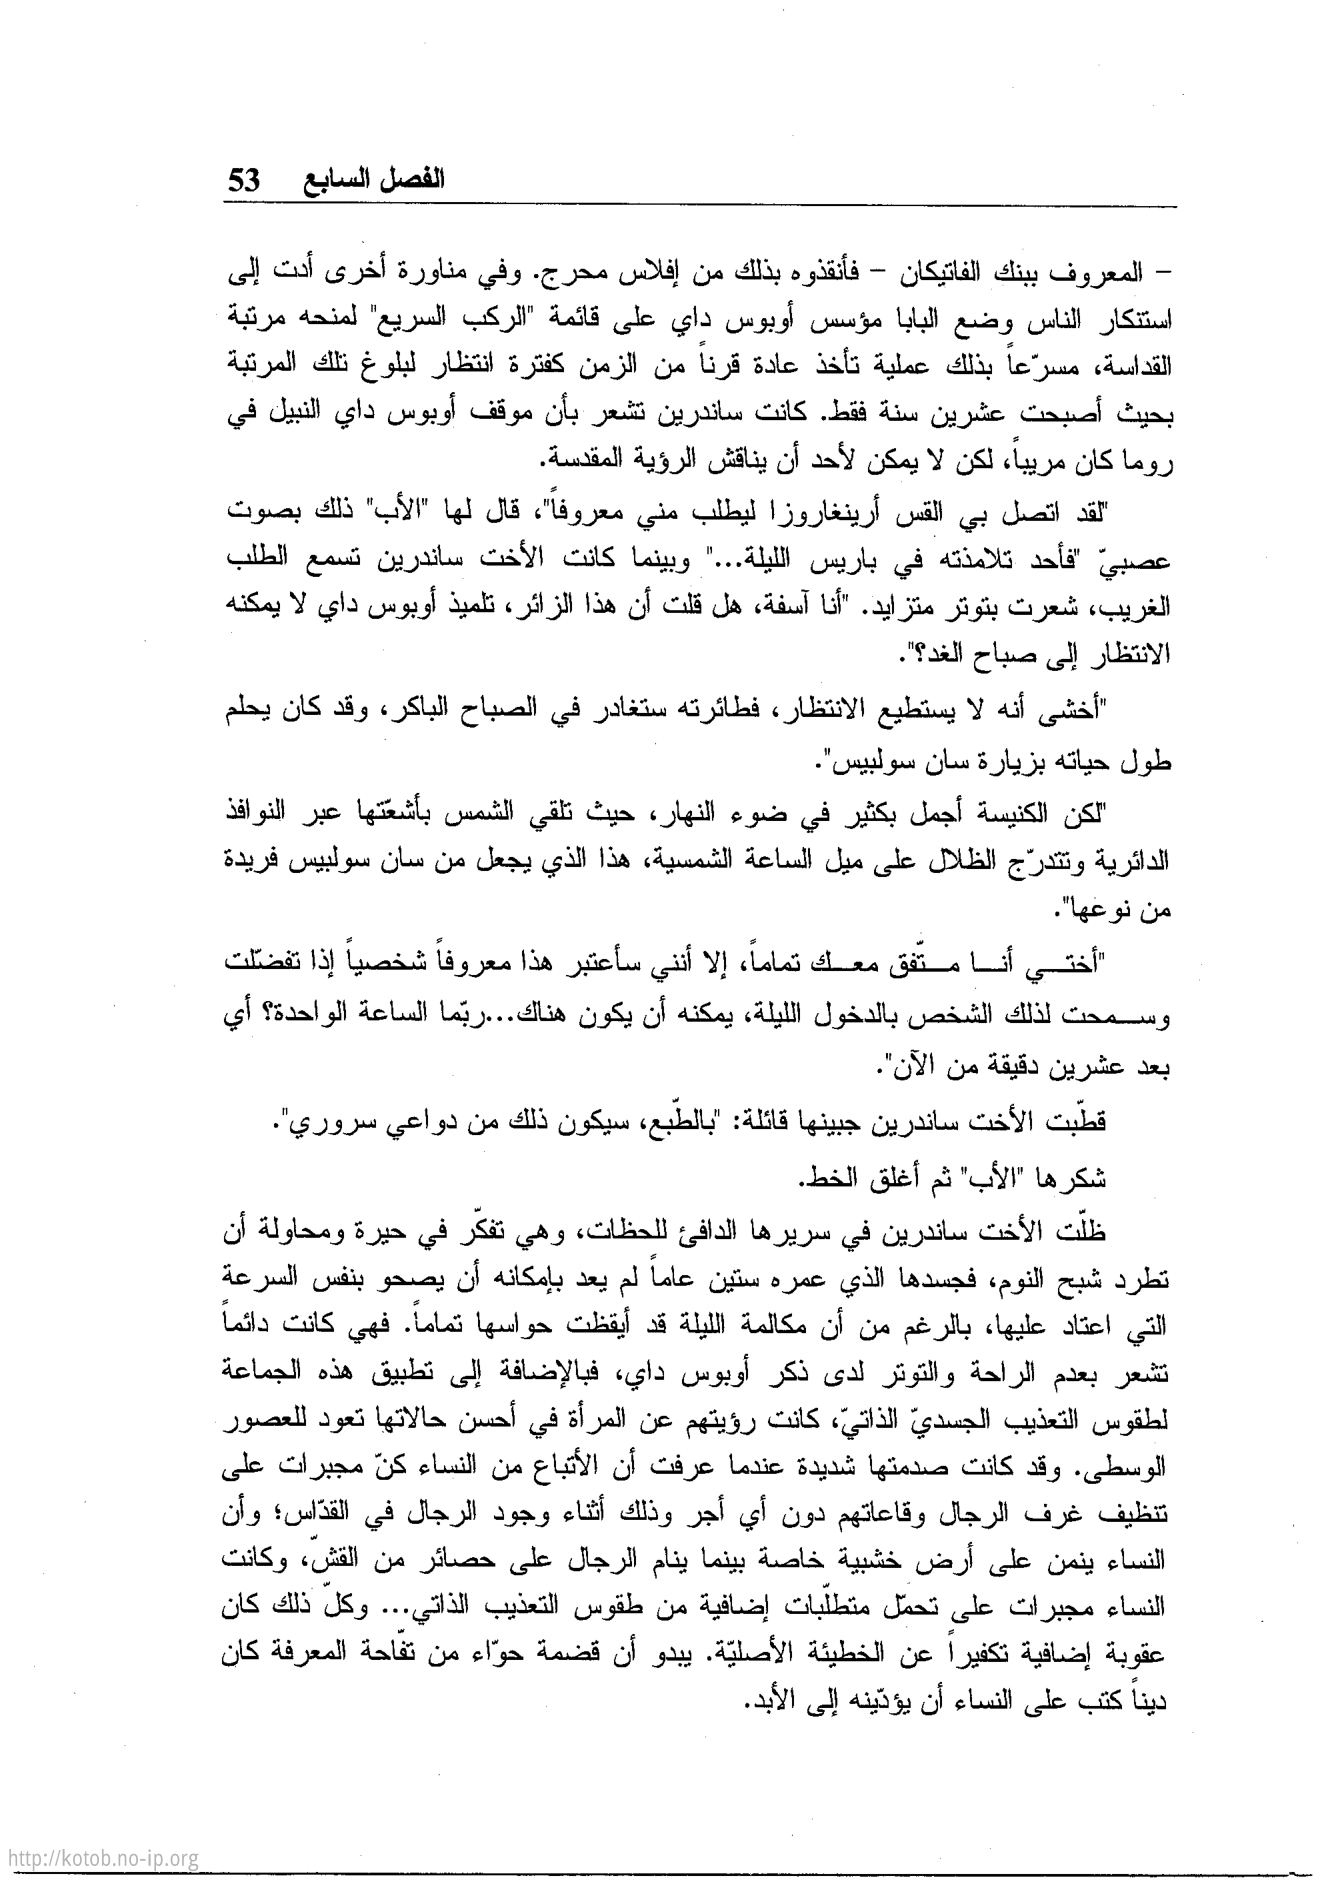 الفصل السابع 53
– المعروف ببنك الفاتيكان – فأنقذوه بذلك من إفلاس محرج. وفي مناورة أخرى أدت إلى
استنكار الناس وضع البابا مؤسس أوبوس داي على قائمة "الركب السريع" لمنحه مرتبة
القداسة، مسرّعاً بذلك عملية تأخذ عادة قرناً من الزمن كفترة انتظار لبلوغ تلك المرتبة
بحيث أصبحت عشرين سنة فقط. كانت ساندرين تشعر بأن موقف أوبوس داي النبيل في
روما كان مريباً، لكن لا يمكن لأحد أن يناقش الرؤية المقدسة.
"لقد اتصل بي القس أرينغاروزا ليطلب مني معروفاً"، قال لها "الأب" ذلك بصوت
عصبيّ "فأحد تلامذته في باريس الليلة..." وبينما كانت الأخت ساندرين تسمع الطلب
الغريب، شعرت بتوتر متزايد. "أنا آسفة، هل قلت أن هذا الزائر، تلميذ أوبوس داي لا يمكنه
الانتظار إلى صباح الغد؟".
"أخشى أنه لا يستطيع الانتظار، فطائرته ستغادر في الصباح الباكر، وقد كان يحلم
طول حياته بزيارة سان سولبيس".
"لكن الكنيسة أجمل بكثير في ضوء النهار، حيث تلقي الشمس بأشعّتها عبر النوافذ
الدائرية وتتدرّج الظلال على ميل الساعة الشمسية، هذا الذي يجعل من سان سولبيس فريدة
من نوعها".
"أختـي أنـا متّفق معـك تماماً، إلا أنني سأعتبر هذا معروفاً شخصياً إذا تفضّلت
وسـمحت لذلك الشخص بالدخول الليلة، يمكنه أن يكون هناك...ربّما الساعة الواحدة؟ أي
بعد عشرين دقيقة من الآن".
قطّبت الأخت ساندرين جبينها قائلة: "بالطّبع، سيكون ذلك من دواعي سروري".
شكرها "الأب" ثم أغلق الخط.
ظلّت الأخت ساندرين في سريرها الدافئ للحظات، وهي تفكّر في حيرة ومحاولة أن
تطرد شبح النوم، فجسدها الذي عمره ستين عاماً لم يعد بإمكانه أن يصحو بنفس السرعة
التي اعتاد عليها، بالرغم من أن مكالمة الليلة قد أيقظت حواسها تماماً. فهي كانت دائماً
تشعر بعدم الراحة والتوتر لدى ذكر أوبوس داي، فبالإضافة إلى تطبيق هذه الجماعة
لطقوس التعذيب الجسديّ الذاتيّ، كانت رؤيتهم عن المرأة في أحسن حالاتها تعود للعصور
الوسطى. وقد كانت صدمتها شديدة عندما عرفت أن الأتباع من النساء كنّ مجبرات على
تنظيف غرف الرجال وقاعاتهم دون أي أجر وذلك أثناء وجود الرجال في القدّاس؛ وأن
النساء ينمن على أرض خشبية خاصة بينما ينام الرجال على حصائر من القشّ، وكانت
النساء مجبرات على تحمّل متطلّبات إضافية من طقوس التعذيب الذاتي... وكلّ ذلك كان
عقوبة إضافية تكفيراً عن الخطيئة الأصليّة. يبدو أن قضمة حوّاء من تفّاحة المعرفة كان
ديناً كتب على النساء أن يؤدّينه إلى الأبد.
http://kotob.no-ip.org